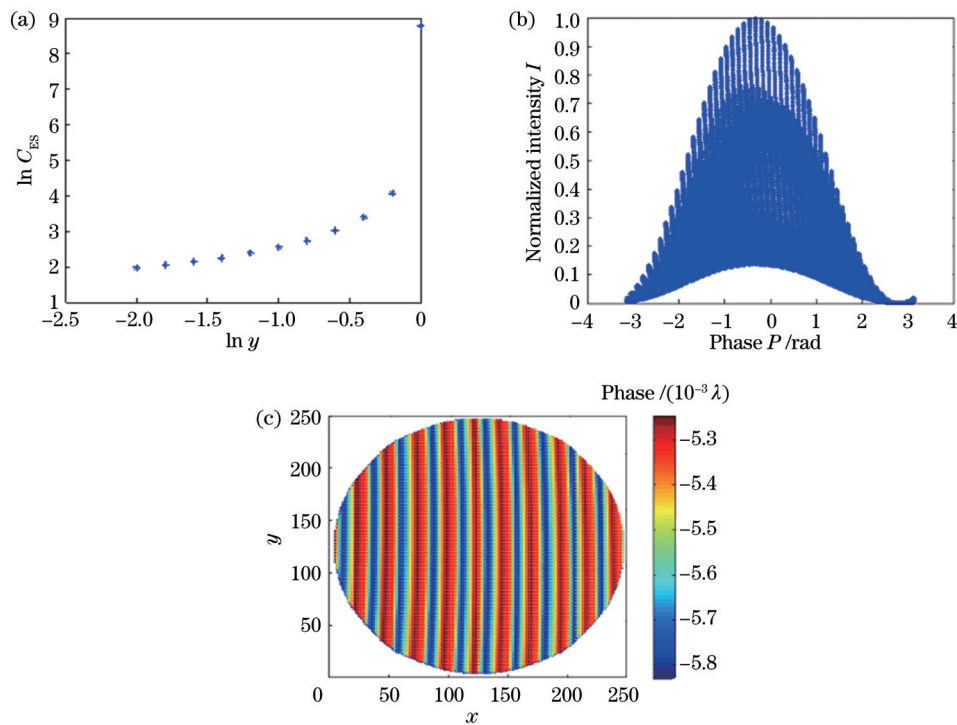 (a)
9
8
7
6
5
4
3
2
1
ln C_ES
−2.5 −2.0 −1.5 −1.0 −0.5 0
ln y
(b)
1.0
0.9
0.8
0.7
0.6
0.5
0.4
0.3
0.2
0.1
0
Normalized intensity I
−4 −3 −2 −1 0 1 2 3 4
Phase P /rad
(c)
250
200
150
100
50
y
0 50 100 150 200 250
x
Phase /(10⁻³ λ)
−5.3
−5.4
−5.5
−5.6
−5.7
−5.8